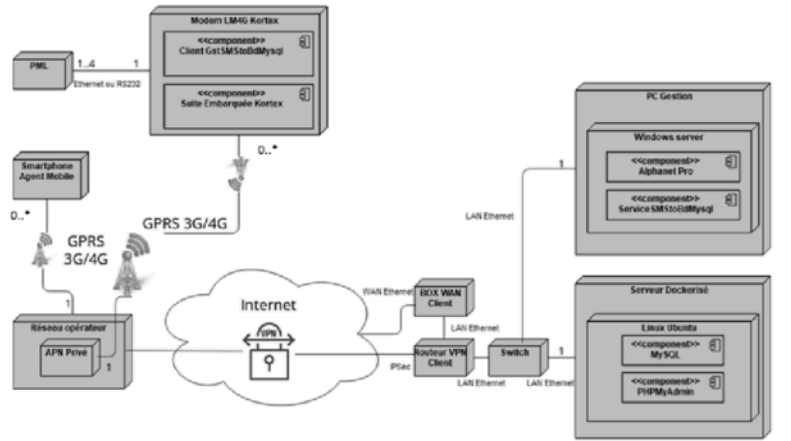 Modem LM4G Kortex
<<component>>
Client GstSMStoBdMysql
<<component>>
Suite Embarquée Kortex
PML
1..4
1
Ethernet ou RS232
0..*
GPRS 3G/4G
Smartphone
Agent Mobile
0..*
GPRS
3G/4G
1
Réseau opérateur
APN Privé
1
Internet
VPN
WAN Ethernet
BOX WAN
Client
LAN Ethernet
IPSec
Routeur VPN
Client
LAN Ethernet
Switch
LAN Ethernet
1
LAN Ethernet
1
PC Gestion
Windows server
<<component>>
Alphanet Pro
<<component>>
ServiceSMStoBdMysql
Serveur Dockerisé
Linux Ubuntu
<<component>>
MySQL
<<component>>
PHPMyAdmin